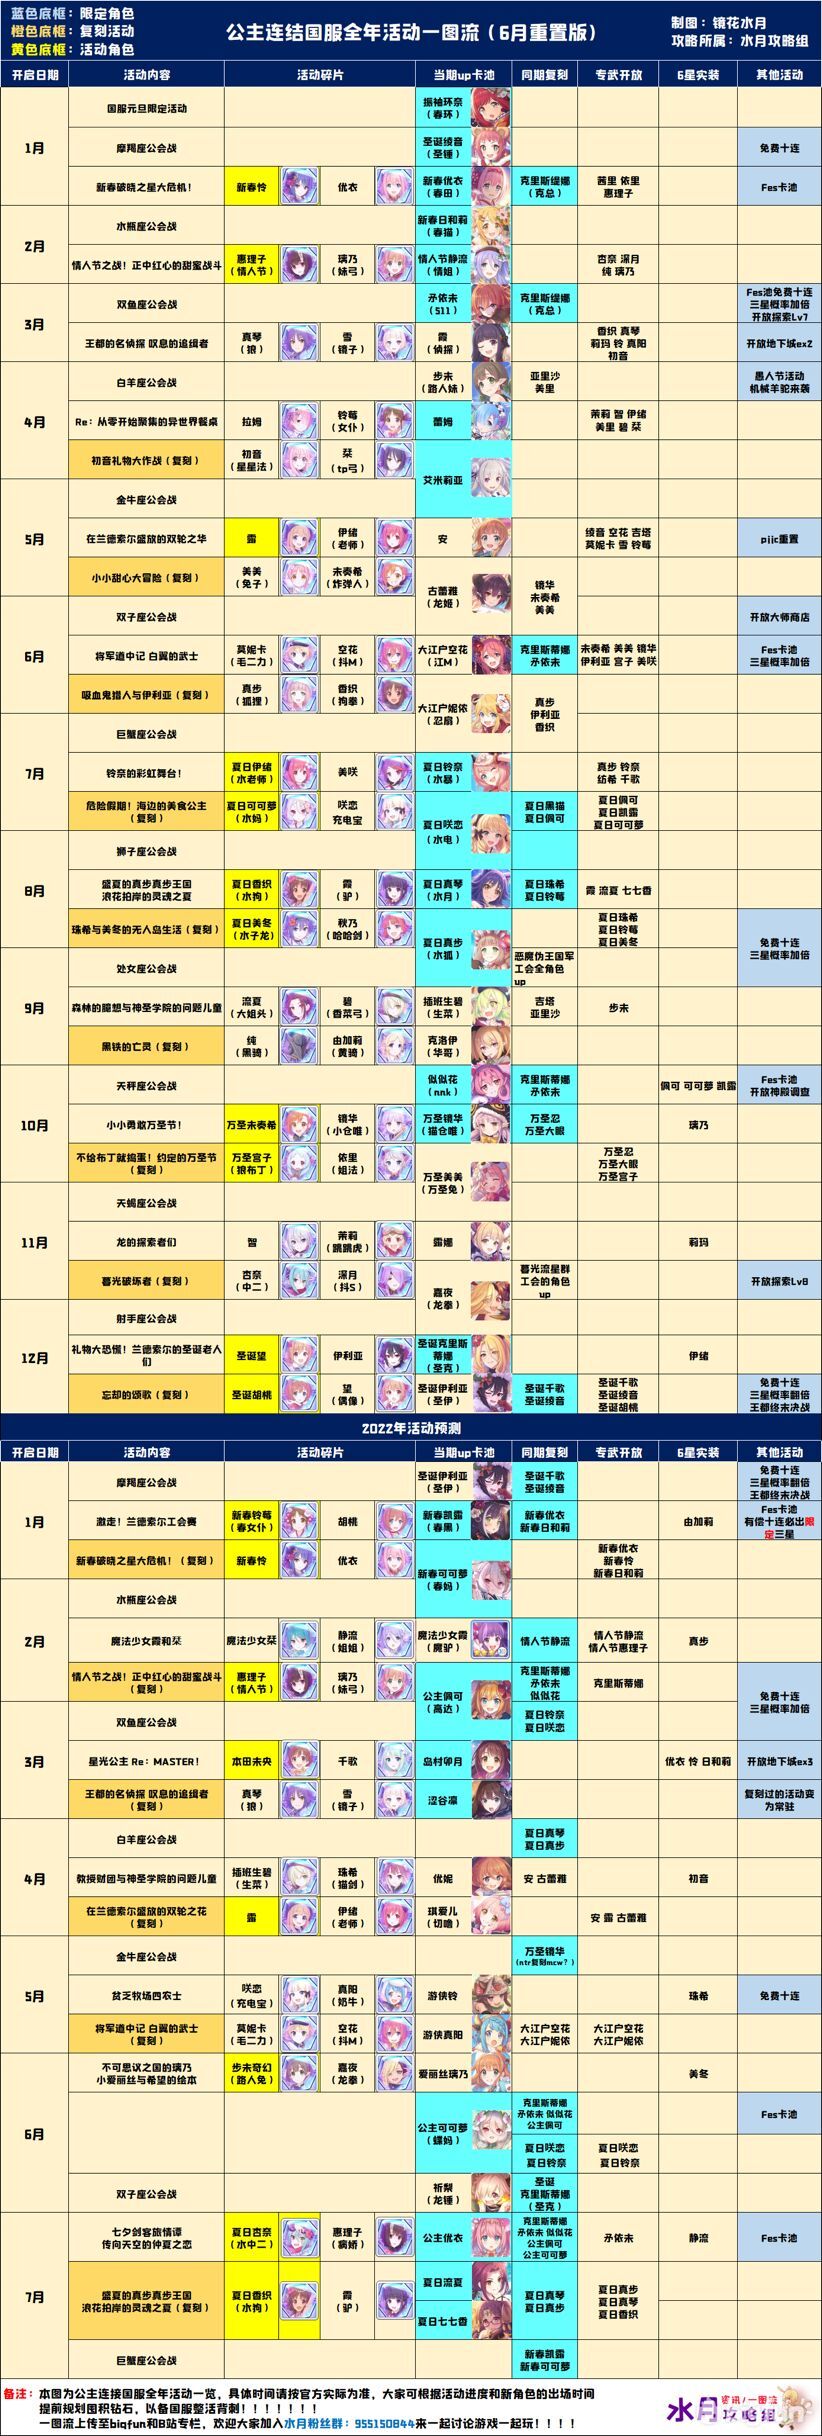 蓝色底框：限定角色
橙色底框：复刻活动
黄色底框：活动角色
公主连结国服全年活动一图流（6月重置版）
制图：镜花水月
攻略所属：水月攻略组
开启日期 活动内容 活动碎片 当期up卡池 同期复刻 专武开放 6星实装 其他活动
1月
国服元旦限定活动
振袖环奈
（春环）
摩羯座公会战
圣诞绫音
（圣锤）
免费十连
新春破晓之星大危机！
新春怜
优衣
新春优衣
（春田）
克里斯缇娜
（克总）
茜里 依里
惠理子
Fes卡池
2月
水瓶座公会战
新春日和莉
（春猫）
情人节之战！正中红心的甜蜜战斗
惠理子
（情人节）
璃乃
（妹弓）
情人节静流
（情姐）
杏奈 深月
纯 璃乃
3月
双鱼座公会战
矛依未
（511）
克里斯缇娜
（克总）
Fes池免费十连
三星概率加倍
开放探索Lv7
王都的名侦探 叹息的追缉者
真琴
（狼）
雪
（镜子）
霞
（侦探）
香织 真琴
莉玛 铃 真阳
初音
开放地下城ex2
4月
白羊座公会战
步未
（路人妹）
亚里沙
美里
愚人节活动
机械羊驼来袭
Re：从零开始聚集的异世界餐桌
拉姆
铃莓
（女仆）
蕾姆
茉莉 智 伊绪
美里 碧 栞
初音礼物大作战（复刻）
初音
（星星法）
栞
（tp弓）
艾米莉亚
5月
金牛座公会战
在兰德索尔盛放的双轮之华
露
伊绪
（老师）
安
绫音 空花 吉塔
莫妮卡 雪 铃莓
pjjc重置
小小甜心大冒险（复刻）
美美
（兔子）
未奏希
（炸弹人）
古蕾雅
（龙姬）
镜华
未奏希
美美
6月
双子座公会战
开放大师商店
将军道中记 白翼的武士
莫妮卡
（毛二力）
空花
（抖M）
大江户空花
（江M）
克里斯蒂娜
矛依未
未奏希 美美 镜华
伊利亚 宫子 美咲
Fes卡池
三星概率加倍
吸血鬼猎人与伊利亚（复刻）
真步
（狐狸）
香织
（狗拳）
大江户妮侬
（忍扇）
真步
伊利亚
香织
7月
巨蟹座公会战
铃奈的彩虹舞台！
夏日伊绪
（水老师）
美咲
夏日铃奈
（水暴）
真步 铃奈
纺希 千歌
危险假期！海边的美食公主
（复刻）
夏日可可萝
（水妈）
咲恋
充电宝
夏日咲恋
（水电）
夏日黑猫
夏日佩可
夏日佩可
夏日凯露
夏日可可萝
8月
狮子座公会战
盛夏的真步真步王国
浪花拍岸的灵魂之夏
夏日香织
（水狗）
霞
（驴）
夏日真琴
（水月）
夏日珠希
夏日铃莓
霞 流夏 七七香
珠希与美冬的无人岛生活（复刻）
夏日美冬
（水子龙）
秋乃
（哈哈剑）
夏日真步
（水狐）
夏日珠希
夏日铃莓
夏日美冬
免费十连
三星概率加倍
9月
处女座公会战
恶魔伪王国军
工会全角色
up
森林的臆想与神圣学院的问题儿童
流夏
（大姐头）
碧
（香菜弓）
插班生碧
（生菜）
吉塔
亚里沙
步未
黑铁的亡灵（复刻）
纯
（黑骑）
由加莉
（黄骑）
克洛伊
（华哥）
10月
天秤座公会战
似似花
（nnk）
克里斯蒂娜
矛依未
佩可 可可萝 凯露
Fes卡池
开放神殿调查
小小勇敢万圣节！
万圣未奏希
镜华
（小仓唯）
万圣镜华
（猫仓唯）
万圣忍
万圣大眼
璃乃
不给布丁就捣蛋！约定的万圣节
（复刻）
万圣宫子
（狼布丁）
依里
（姐法）
万圣美美
（万圣兔）
万圣忍
万圣大眼
万圣宫子
11月
天蝎座公会战
龙的探索者们
智
茉莉
（跳跳虎）
露娜
莉玛
暮光破坏者（复刻）
杏奈
（中二）
深月
（抖S）
嘉夜
（龙拳）
暮光流星群
工会的角色
up
开放探索Lv8
12月
射手座公会战
礼物大恐慌！兰德索尔的圣诞老人
们
圣诞望
伊利亚
圣诞克里斯
蒂娜
（圣克）
伊绪
忘却的颂歌（复刻）
圣诞胡桃
望
（偶像）
圣诞伊利亚
（圣伊）
圣诞千歌
圣诞绫音
圣诞千歌
圣诞绫音
圣诞胡桃
免费十连
三星概率翻倍
王都终末决战
2022年活动预测
开启日期 活动内容 活动碎片 当期up卡池 同期复刻 专武开放 6星实装 其他活动
1月
摩羯座公会战
圣诞伊利亚
（圣伊）
圣诞千歌
圣诞绫音
免费十连
三星概率翻倍
王都终末决战
激走！兰德索尔工会赛
新春铃莓
（春女仆）
胡桃
新春凯露
（春黑）
新春优衣
新春日和莉
由加莉
Fes卡池
有偿十连必出限
定三星
新春破晓之星大危机！（复刻）
新春怜
优衣
新春可可萝
（春妈）
新春优衣
新春怜
新春日和莉
2月
水瓶座公会战
魔法少女霞和栞
魔法少女栞
静流
（姐姐）
魔法少女霞
（魔驴）
情人节静流
情人节静流
情人节惠理子
真步
情人节之战！正中红心的甜蜜战斗
（复刻）
惠理子
（情人节）
璃乃
（妹弓）
公主佩可
（高达）
克里斯蒂娜
矛依未
似似花
克里斯蒂娜
免费十连
三星概率加倍
3月
双鱼座公会战
夏日铃奈
夏日咲恋
星光公主 Re：MASTER！
本田未央
千歌
岛村卯月
优衣 怜 日和莉
开放地下城ex3
王都的名侦探 叹息的追缉者
（复刻）
真琴
（狼）
雪
（镜子）
涩谷凛
复刻过的活动变
为常驻
4月
白羊座公会战
夏日真琴
夏日真步
教授财团与神圣学院的问题儿童
插班生碧
（生菜）
珠希
（猫剑）
优妮
安 古蕾雅
初音
在兰德索尔盛放的双轮之花
（复刻）
露
伊绪
（老师）
琪爱儿
（切噜）
安 露 古蕾雅
5月
金牛座公会战
万圣镜华
（ntr复刻mcw？）
贫乏牧场四农士
咲恋
（充电宝）
真阳
（奶牛）
游侠铃
珠希
免费十连
将军道中记 白翼的武士
（复刻）
莫妮卡
（毛二力）
空花
（抖M）
游侠真阳
大江户空花
大江户妮侬
大江户空花
大江户妮侬
6月
不可思议之国的璃乃
小爱丽丝与希望的绘本
步未奇幻
（路人兔）
嘉夜
（龙拳）
爱丽丝璃乃
美冬
公主可可萝
（蝶妈）
克里斯蒂娜
矛依未 似似花
公主佩可
Fes卡池
夏日咲恋
夏日铃奈
夏日咲恋
夏日铃奈
双子座公会战
祈梨
（龙锤）
圣诞
克里斯蒂娜
（圣克）
7月
七夕剑客旅情谭
传向天空的仲夏之恋
夏日杏奈
（水中二）
惠理子
（病娇）
公主优衣
克里斯蒂娜
矛依未 似似花
公主佩可
公主可可萝
矛依未
静流
Fes卡池
盛夏的真步真步王国
浪花拍岸的灵魂之夏（复刻）
夏日香织
（水狗）
霞
（驴）
夏日流夏
夏日七七香
夏日真琴
夏日真步
夏日真步
夏日真琴
夏日香织
巨蟹座公会战
新春凯露
新春可可萝
备注：本图为公主连接国服全年活动一览，具体时间请按官方实际为准，大家可根据活动进度和新角色的出场时间
提前规划囤积钻石，以备国服整活背刺！！！！！！！
一图流上传至bigfun和B站专栏，欢迎大家加入水月粉丝群：955150844来一起讨论游戏一起玩！！！！
水月
资讯/一图流
攻略组